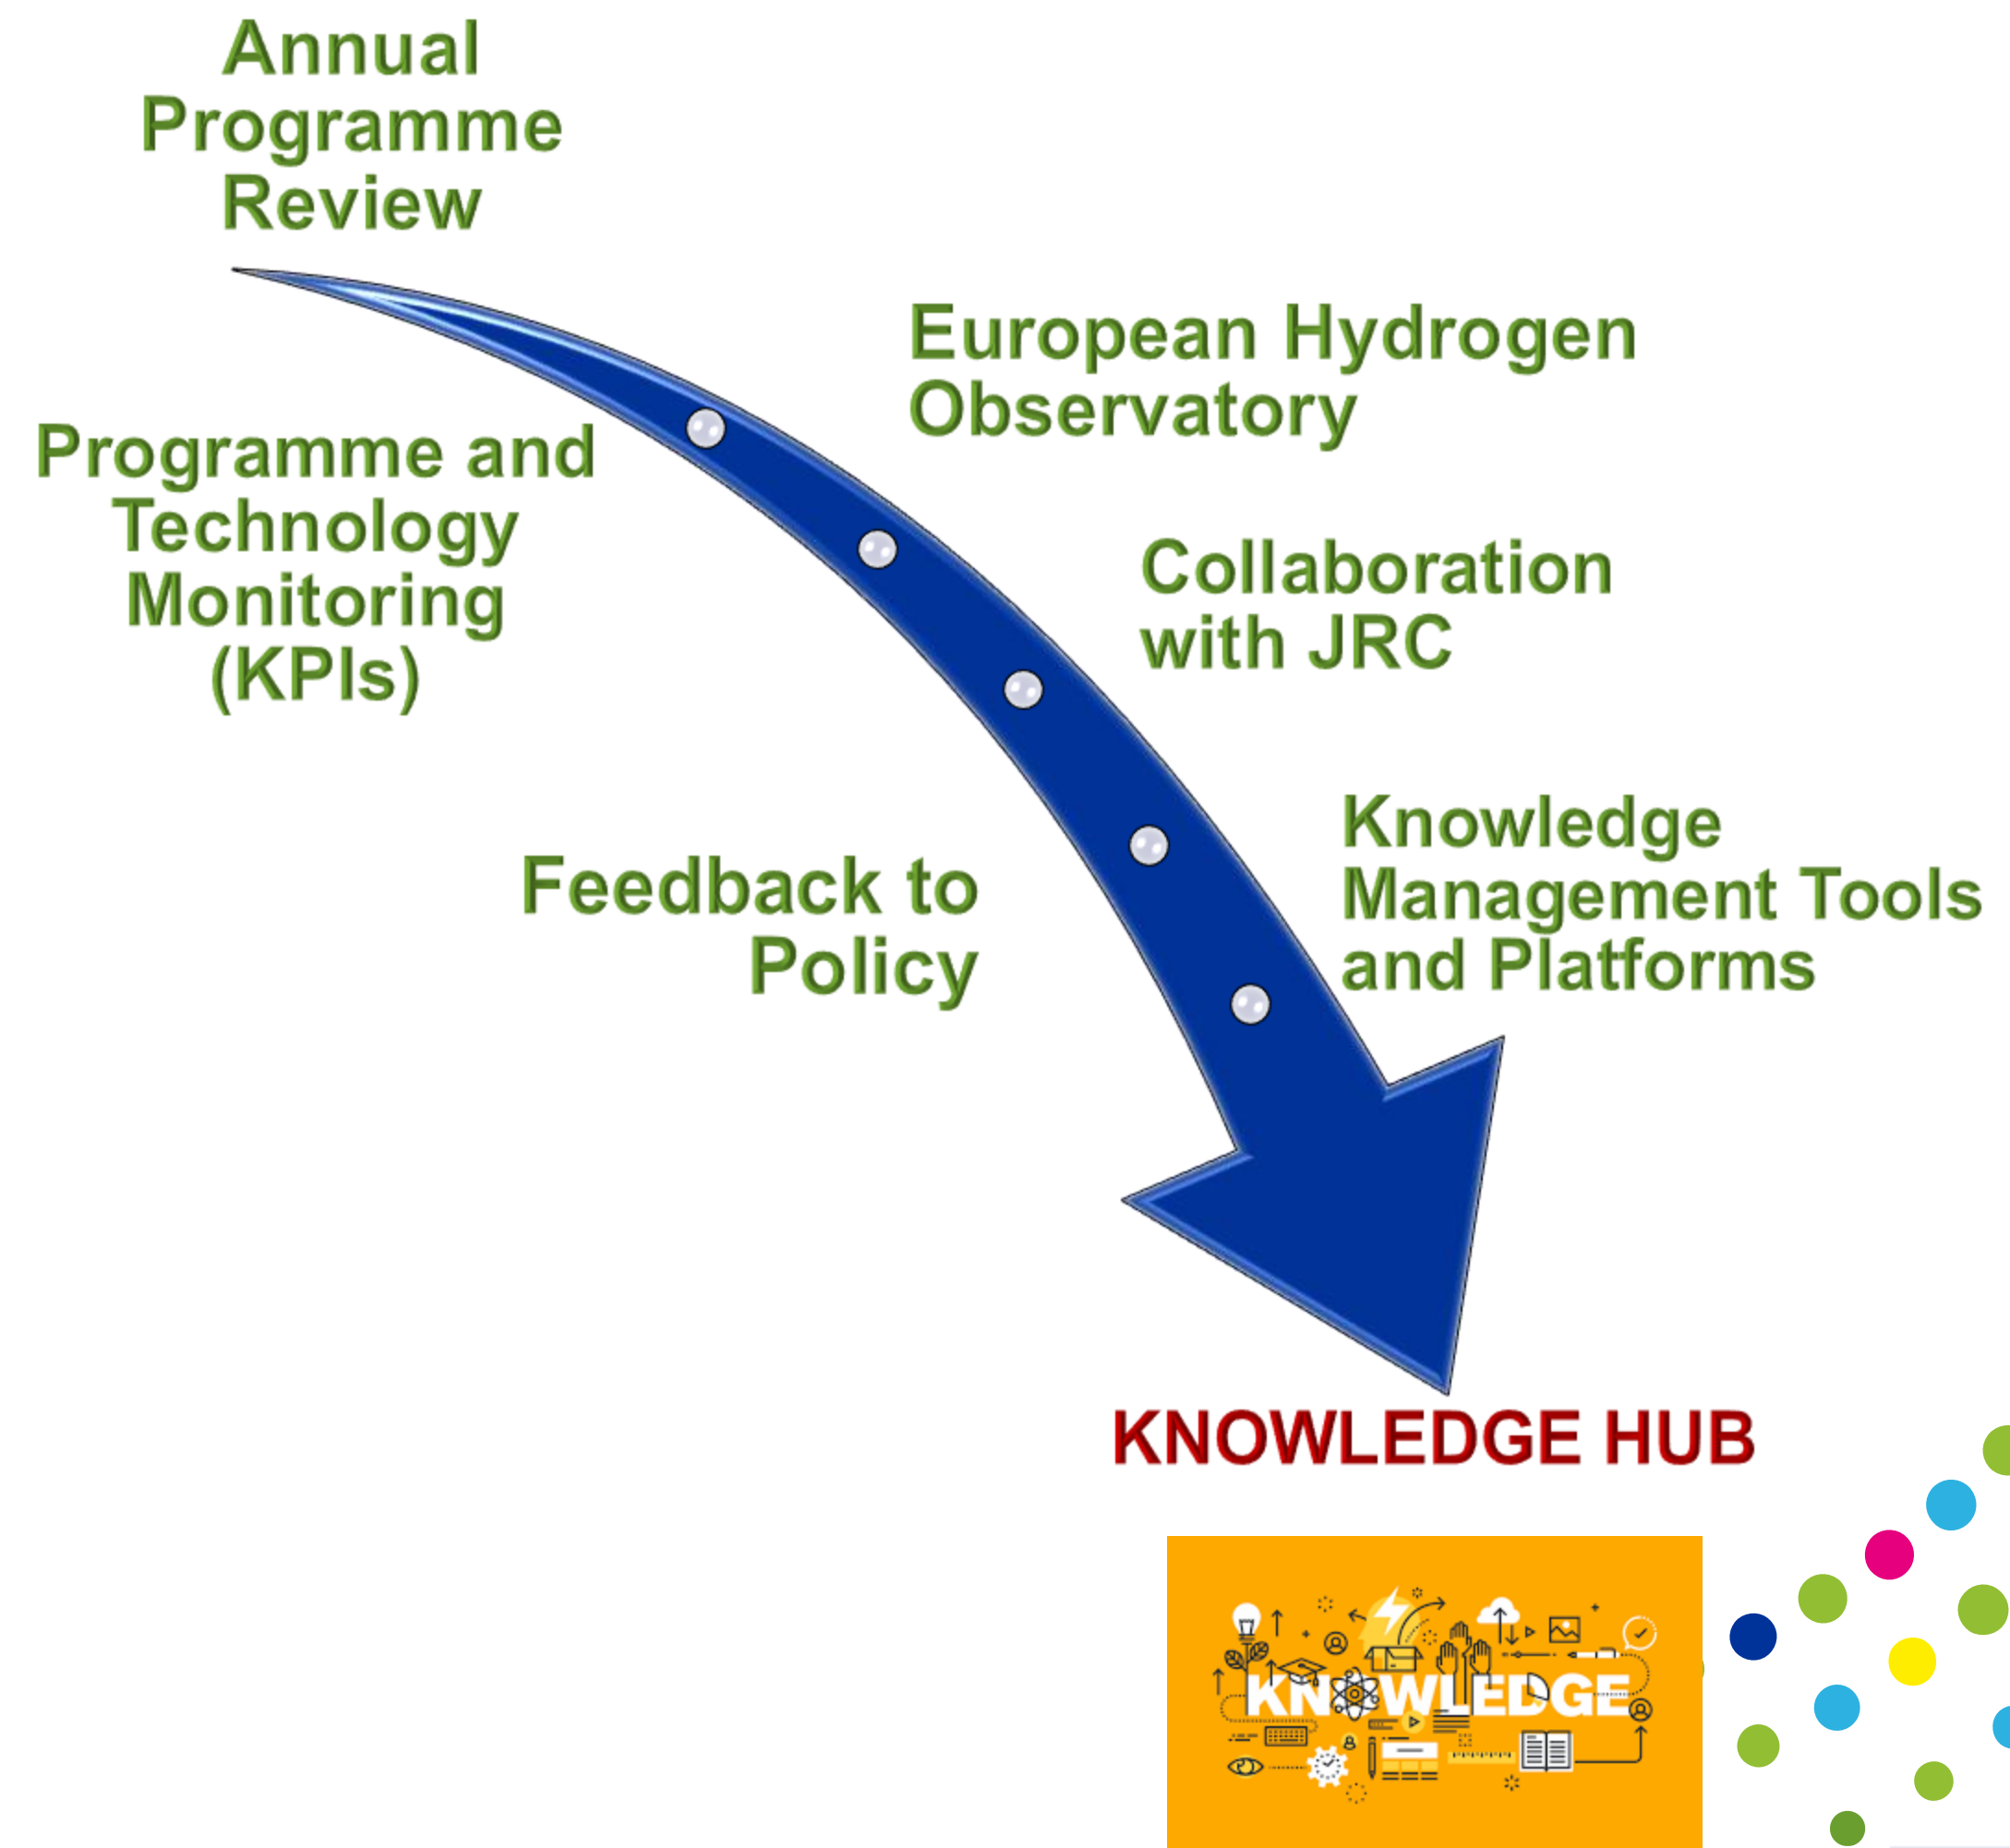 Annual
Programme
Review
European Hydrogen
Observatory
Programme and
Technology
Monitoring
(KPIs)
Collaboration
with JRC
Knowledge
Management Tools
and Platforms
Feedback to
Policy
KNOWLEDGE HUB
KNOWLEDGE